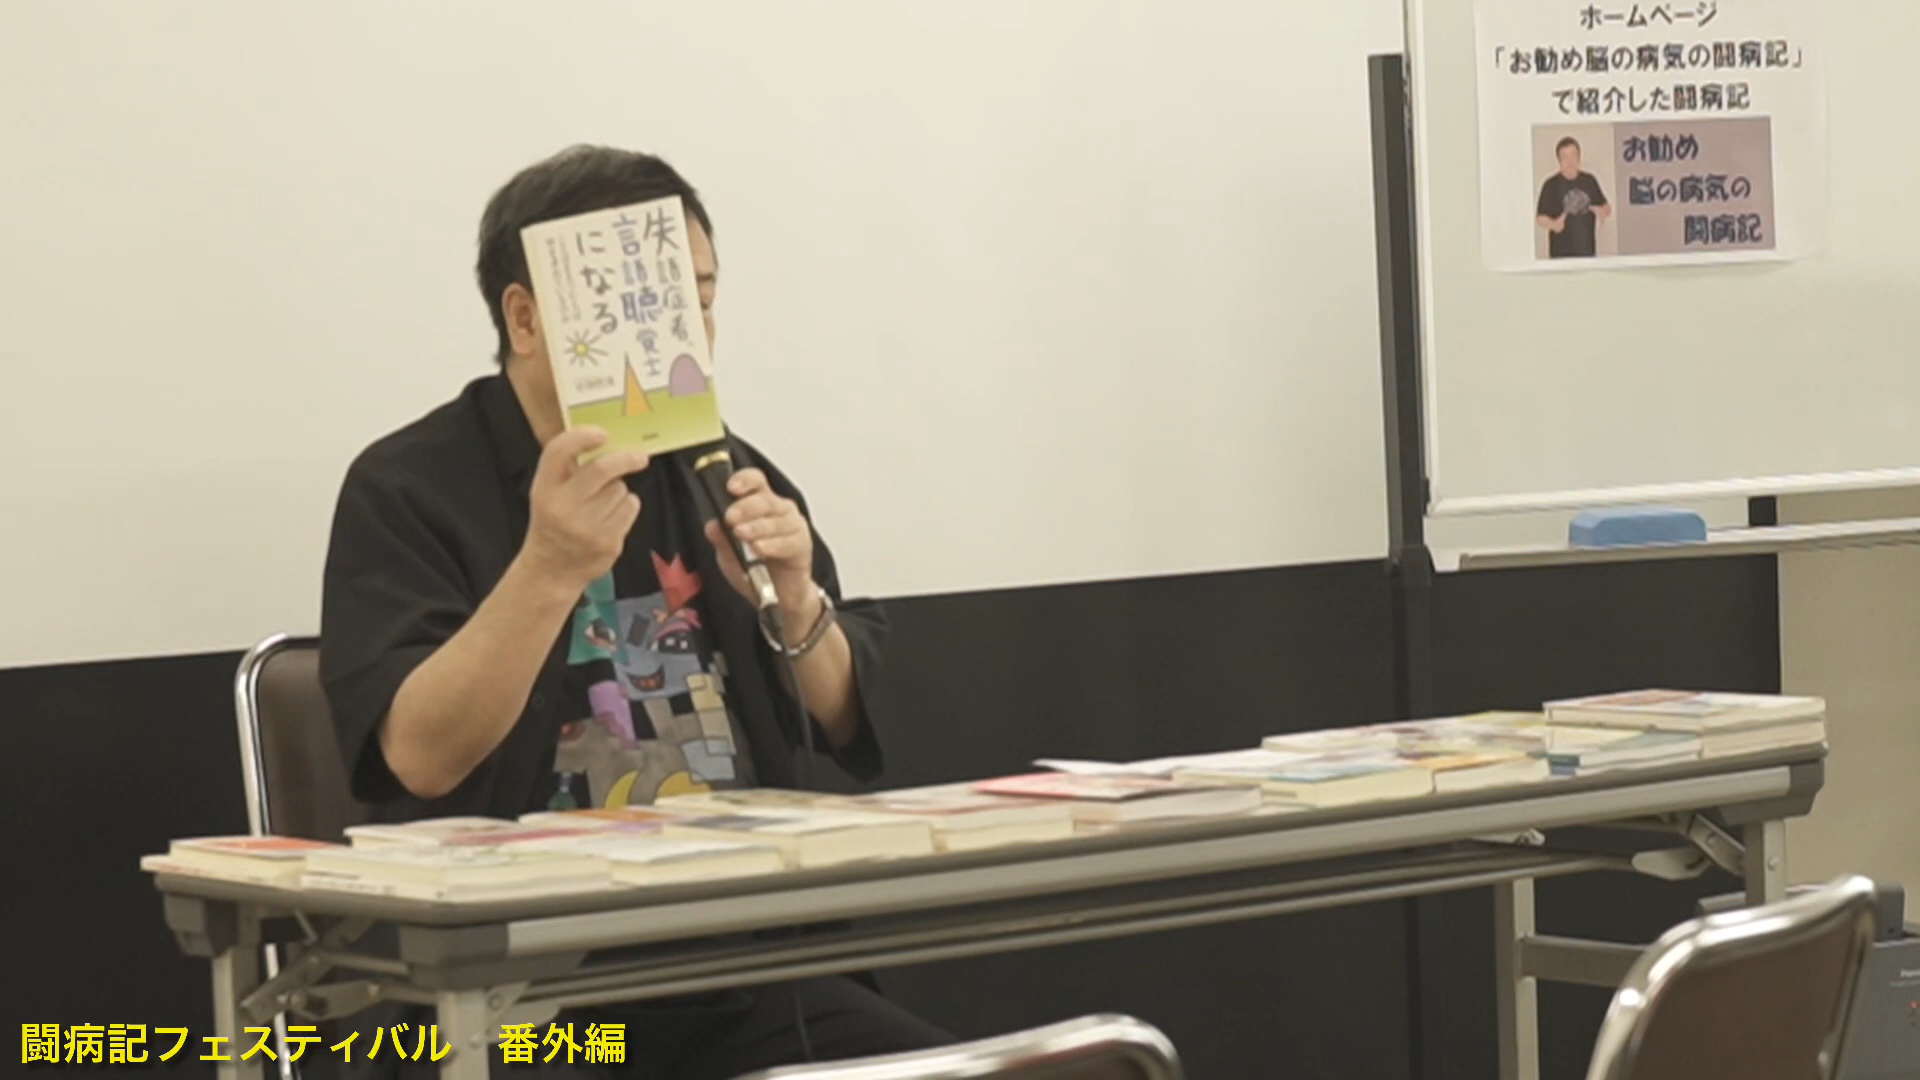 ホームページ
「お勧め脳の病気の闘病記」
で紹介した闘病記
お勧め
脳の病気の
闘病記
失語症者、
言語聴覚士
になる
闘病記フェスティバル　番外編